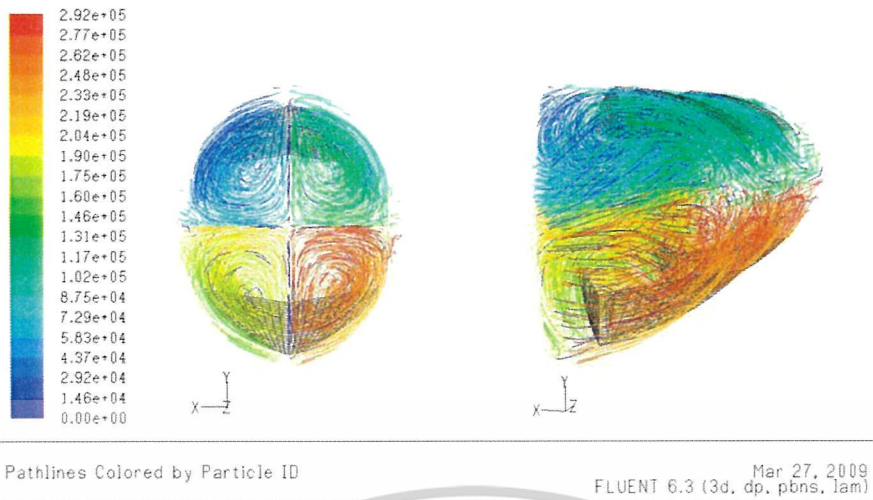 2.92e+05
2.77e+05
2.62e+05
2.48e+05
2.33e+05
2.19e+05
2.04e+05
1.90e+05
1.75e+05
1.60e+05
1.46e+05
1.31e+05
1.17e+05
1.02e+05
8.75e+04
7.29e+04
5.83e+04
4.37e+04
2.92e+04
1.46e+04
0.00e+00
Y
X Z
Y
X Z
Pathlines Colored by Particle ID
Mar 27, 2009
FLUENT 6.3 (3d, dp, pbns, lam)